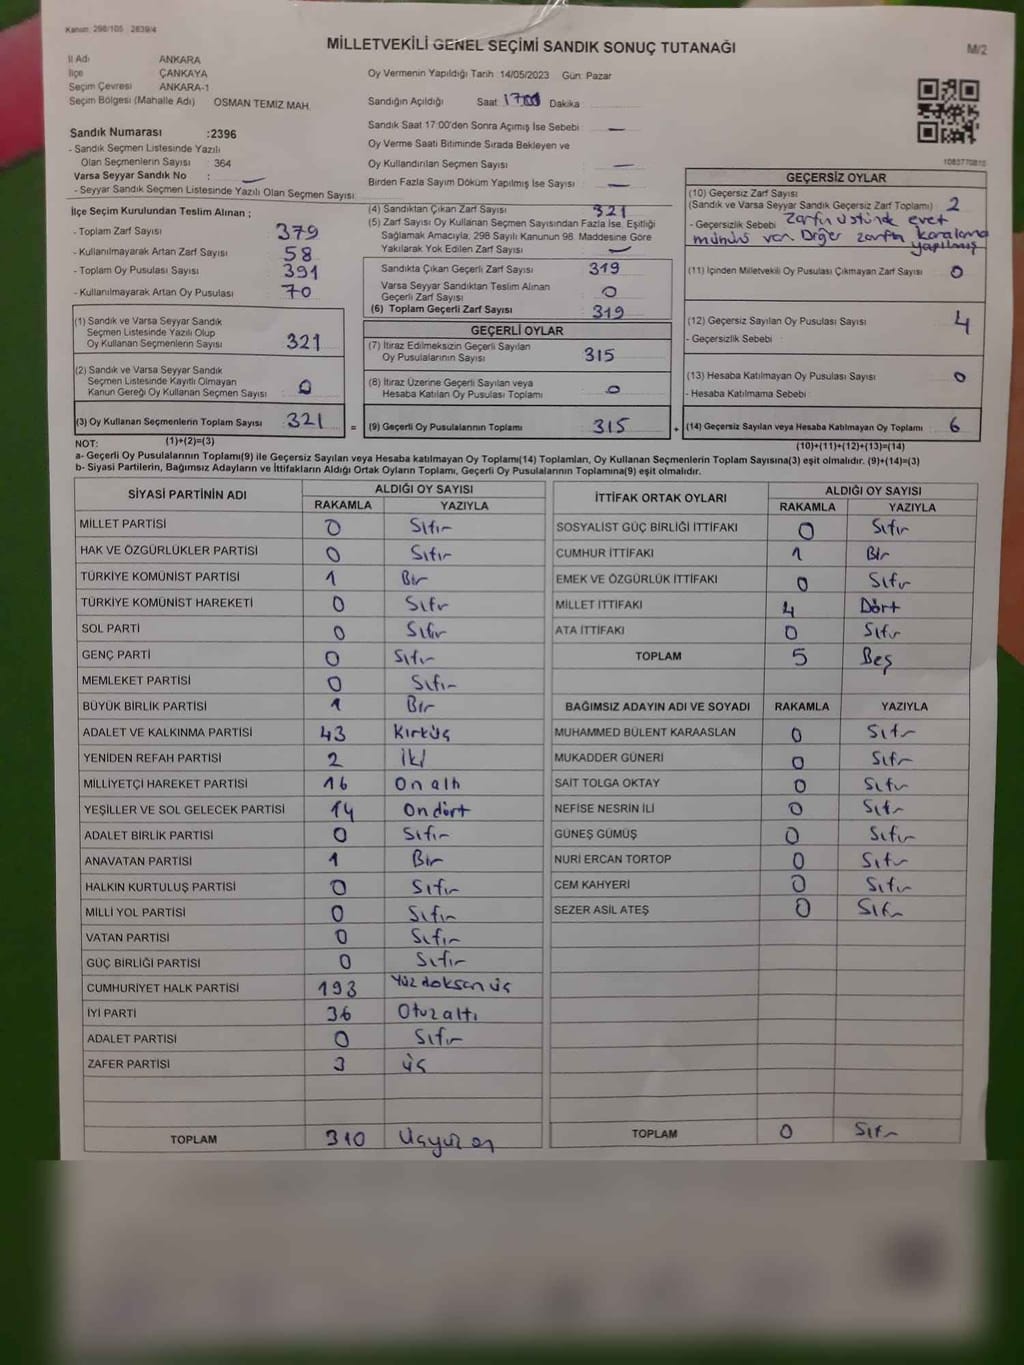 Kanun: 298/105 2839/4
MİLLETVEKİLİ GENEL SEÇİMİ SANDIK SONUÇ TUTANAĞI
M/2
İl Adı ANKARA
İlçe ÇANKAYA
Seçim Çevresi ANKARA-1
Seçim Bölgesi (Mahalle Adı) OSMAN TEMİZ MAH.
Sandık Numarası :2396
- Sandık Seçmen Listesinde Yazılı
Olan Seçmenlerin Sayısı : 364
Varsa Seyyar Sandık No : —
- Seyyar Sandık Seçmen Listesinde Yazılı Olan Seçmen Sayısı:
Oy Vermenin Yapıldığı Tarih :14/05/2023 Gün: Pazar
Sandığın Açıldığı Saat 17.00 Dakika
Sandık Saat 17:00'den Sonra Açımış İse Sebebi —
Oy Verme Saati Bitiminde Sırada Bekleyen ve
Oy Kullandırılan Seçmen Sayısı —
Birden Fazla Sayım Döküm Yapılmış İse Sayısı —
1083770810
İlçe Seçim Kurulundan Teslim Alınan ;
- Toplam Zarf Sayısı : 379
- Kullanılmayarak Artan Zarf Sayısı : 58
- Toplam Oy Pusulası Sayısı : 391
- Kullanılmayarak Artan Oy Pusulası : 70
(1) Sandık ve Varsa Seyyar Sandık
Seçmen Listesinde Yazılı Olup
Oy Kullanan Seçmenlerin Sayısı : 321
(2) Sandık ve Varsa Seyyar Sandık
Seçmen Listesinde Kayıtlı Olmayan
Kanun Gereği Oy Kullanan Seçmen Sayısı : 0
(3) Oy Kullanan Seçmenlerin Toplam Sayısı : 321
(4) Sandıktan Çıkan Zarf Sayısı : 321
(5) Zarf Sayısı Oy Kullanan Seçmen Sayısından Fazla İse, Eşitliği
Sağlamak Amacıyla, 298 Sayılı Kanunun 98. Maddesine Göre
Yakılarak Yok Edilen Zarf Sayısı : —
Sandıkta Çıkan Geçerli Zarf Sayısı : 319
Varsa Seyyar Sandıktan Teslim Alınan
Geçerli Zarf Sayısı : 0
(6) Toplam Geçerli Zarf Sayısı : 319
GEÇERLİ OYLAR
(7) İtiraz Edilmeksizin Geçerli Sayılan
Oy Pusulalarının Sayısı : 315
(8) İtiraz Üzerine Geçerli Sayılan veya
Hesaba Katılan Oy Pusulası Toplamı : 0
= (9) Geçerli Oy Pusulalarının Toplamı : 315
GEÇERSİZ OYLAR
(10) Geçersiz Zarf Sayısı
(Sandık ve Varsa Seyyar Sandık Geçersiz Zarf Toplamı) : 2
- Geçersizlik Sebebi : Zarfın üstünde evet
mühürü var. Diğer zarfta karalama
yapılmış
(11) İçinden Milletvekili Oy Pusulası Çıkmayan Zarf Sayısı : 0
(12) Geçersiz Sayılan Oy Pusulası Sayısı : 4
- Geçersizlik Sebebi :
(13) Hesaba Katılmayan Oy Pusulası Sayısı : 0
- Hesaba Katılmama Sebebi
+ (14) Geçersiz Sayılan veya Hesaba Katılmayan Oy Toplamı : 6
NOT: (1)+(2)=(3) (10)+(11)+(12)+(13)=(14)
a- Geçerli Oy Pusulalarının Toplamı(9) ile Geçersiz Sayılan veya Hesaba Katılmayan Oy Toplamı(14) Toplamları, Oy Kullanan Seçmenlerin Toplam Sayısına(3) eşit olmalıdır. (9)+(14)=(3)
b- Siyasi Partilerin, Bağımsız Adayların ve İttifakların Aldığı Ortak Oyların Toplamı, Geçerli Oy Pusulalarının Toplamına(9) eşit olmalıdır.
SİYASİ PARTİNİN ADI ALDIĞI OY SAYISI
RAKAMLA YAZIYLA
MİLLET PARTİSİ 0 Sıfır
HAK VE ÖZGÜRLÜKLER PARTİSİ 0 Sıfır
TÜRKİYE KOMÜNİST PARTİSİ 1 Bir
TÜRKİYE KOMÜNİST HAREKETİ 0 Sıfır
SOL PARTİ 0 Sıfır
GENÇ PARTİ 0 Sıfır
MEMLEKET PARTİSİ 0 Sıfır
BÜYÜK BİRLİK PARTİSİ 1 Bir
ADALET VE KALKINMA PARTİSİ 43 Kırküç
YENİDEN REFAH PARTİSİ 2 İki
MİLLİYETÇİ HAREKET PARTİSİ 16 On altı
YEŞİLLER VE SOL GELECEK PARTİSİ 14 Ondört
ADALET BİRLİK PARTİSİ 0 Sıfır
ANAVATAN PARTİSİ 1 Bir
HALKIN KURTULUŞ PARTİSİ 0 Sıfır
MİLLİ YOL PARTİSİ 0 Sıfır
VATAN PARTİSİ 0 Sıfır
GÜÇ BİRLİĞİ PARTİSİ 0 Sıfır
CUMHURİYET HALK PARTİSİ 193 Yüz doksan üç
İYİ PARTİ 36 Otuz altı
ADALET PARTİSİ 0 Sıfır
ZAFER PARTİSİ 3 üç
TOPLAM 310 Üçyüz on
İTTİFAK ORTAK OYLARI ALDIĞI OY SAYISI
RAKAMLA YAZIYLA
SOSYALİST GÜÇ BİRLİĞİ İTTİFAKI 0 Sıfır
CUMHUR İTTİFAKI 1 Bir
EMEK VE ÖZGÜRLÜK İTTİFAKI 0 Sıfır
MİLLET İTTİFAKI 4 Dört
ATA İTTİFAKI 0 Sıfır
TOPLAM 5 Beş
BAĞIMSIZ ADAYIN ADI VE SOYADI RAKAMLA YAZIYLA
MUHAMMED BÜLENT KARAASLAN 0 Sıfır
MUKADDER GÜNERİ 0 Sıfır
SAİT TOLGA OKTAY 0 Sıfır
NEFİSE NESRİN İLİ 0 Sıfır
GÜNEŞ GÜMÜŞ 0 Sıfır
NURİ ERCAN TORTOP 0 Sıfır
CEM KAHYERİ 0 Sıfır
SEZER ASİL ATEŞ 0 Sıfır
TOPLAM 0 Sıfır